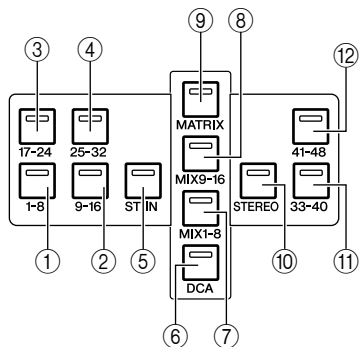 ⑨ ⑧
③ ④ ⑫
MATRIX
17-24 25-32 41-48
MIX9-16
1-8 9-16 ST IN STEREO 33-40
MIX1-8
① ② ⑤ ⑩ ⑪
DCA
⑥ ⑦